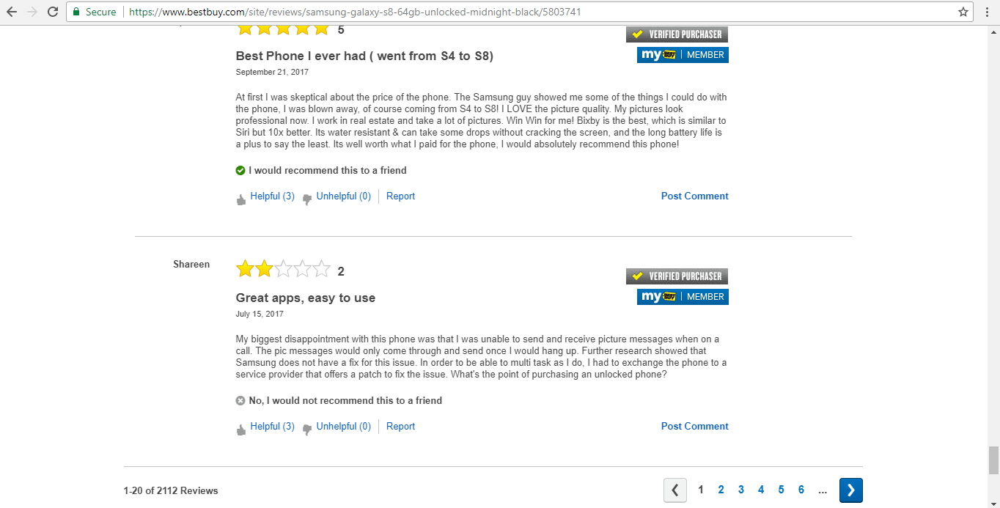 Secure https://www.bestbuy.com/site/reviews/samsung-galaxy-s8-64gb-unlocked-midnight-black/5803741
5
VERIFIED PURCHASER
Best Phone I ever had ( went from S4 to S8)
my BEST BUY MEMBER
September 21, 2017
At first I was skeptical about the price of the phone. The Samsung guy showed me some of the things I could do with
the phone, I was blown away, of course coming from S4 to S8! I LOVE the picture quality. My pictures look
professional now. I work in real estate and take a lot of pictures. Win Win for me! Bixby is the best, which is similar to
Siri but 10x better. Its water resistant & can take some drops without cracking the screen, and the long battery life is
a plus to say the least. Its well worth what I paid for the phone, I would absolutely recommend this phone!
I would recommend this to a friend
Helpful (3) Unhelpful (0) Report Post Comment
Shareen
2
VERIFIED PURCHASER
Great apps, easy to use
my BEST BUY MEMBER
July 15, 2017
My biggest disappointment with this phone was that I was unable to send and receive picture messages when on a
call. The pic messages would only come through and send once I would hang up. Further research showed that
Samsung does not have a fix for this issue. In order to be able to multi task as I do, I had to exchange the phone to a
service provider that offers a patch to fix the issue. What's the point of purchasing an unlocked phone?
No, I would not recommend this to a friend
Helpful (3) Unhelpful (0) Report Post Comment
1-20 of 2112 Reviews
1 2 3 4 5 6 ...